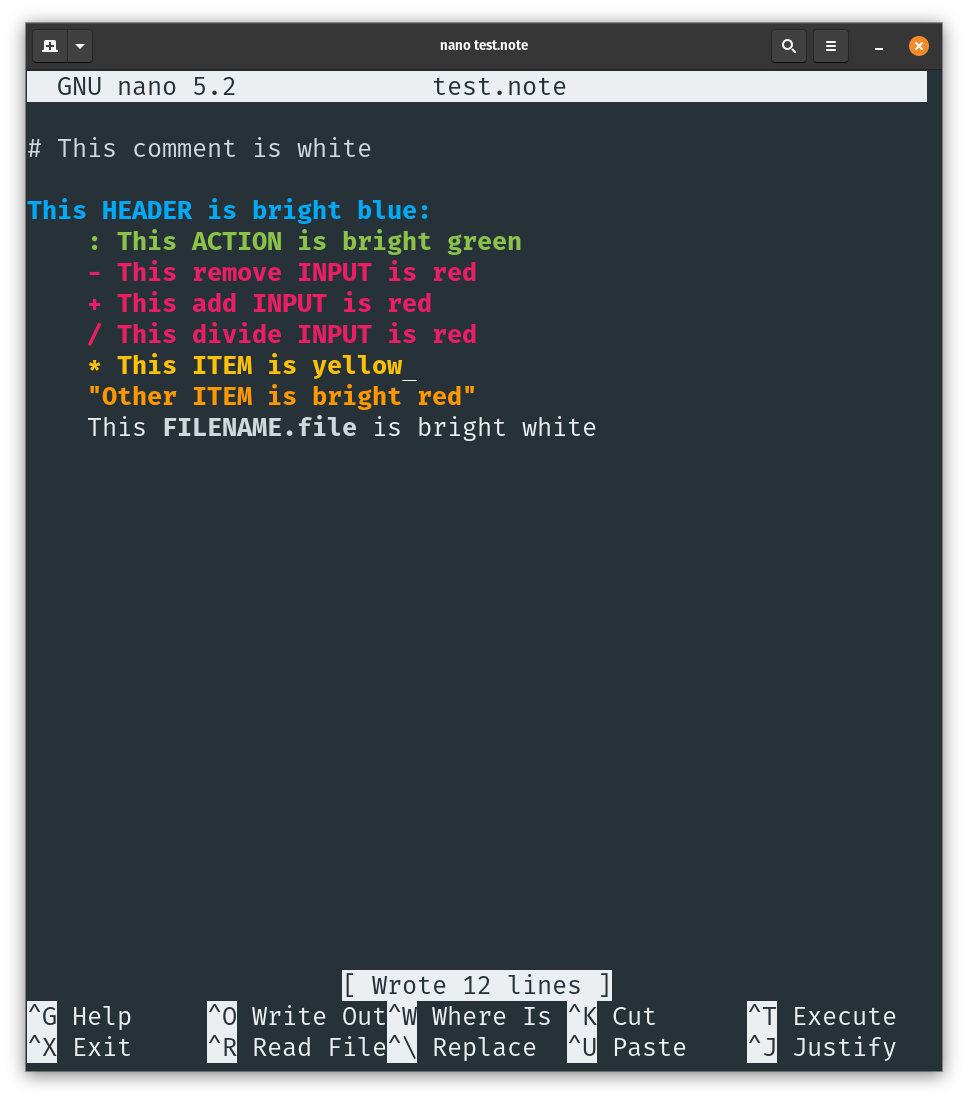 nano test.note
GNU nano 5.2 test.note
# This comment is white
This HEADER is bright blue:
: This ACTION is bright green
- This remove INPUT is red
+ This add INPUT is red
/ This divide INPUT is red
* This ITEM is yellow_
"Other ITEM is bright red"
This FILENAME.file is bright white
[ Wrote 12 lines ]
^G Help ^O Write Out ^W Where Is ^K Cut ^T Execute
^X Exit ^R Read File ^\ Replace ^U Paste ^J Justify